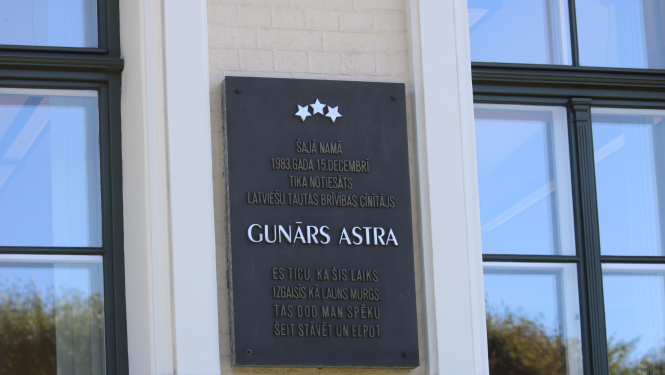 ŠAJĀ NAMĀ
1983. GADA 15. DECEMBRĪ
TIKA NOTIESĀTS
LATVIEŠU TAUTAS BRĪVĪBAS CĪNĪTĀJS
GUNĀRS ASTRA
ES TICU, KA ŠIS LAIKS
IZGAISĪS KĀ ĻAUNS MURGS.
TAS DOD MAN SPĒKU
ŠEIT STĀVĒT UN ELPOT.